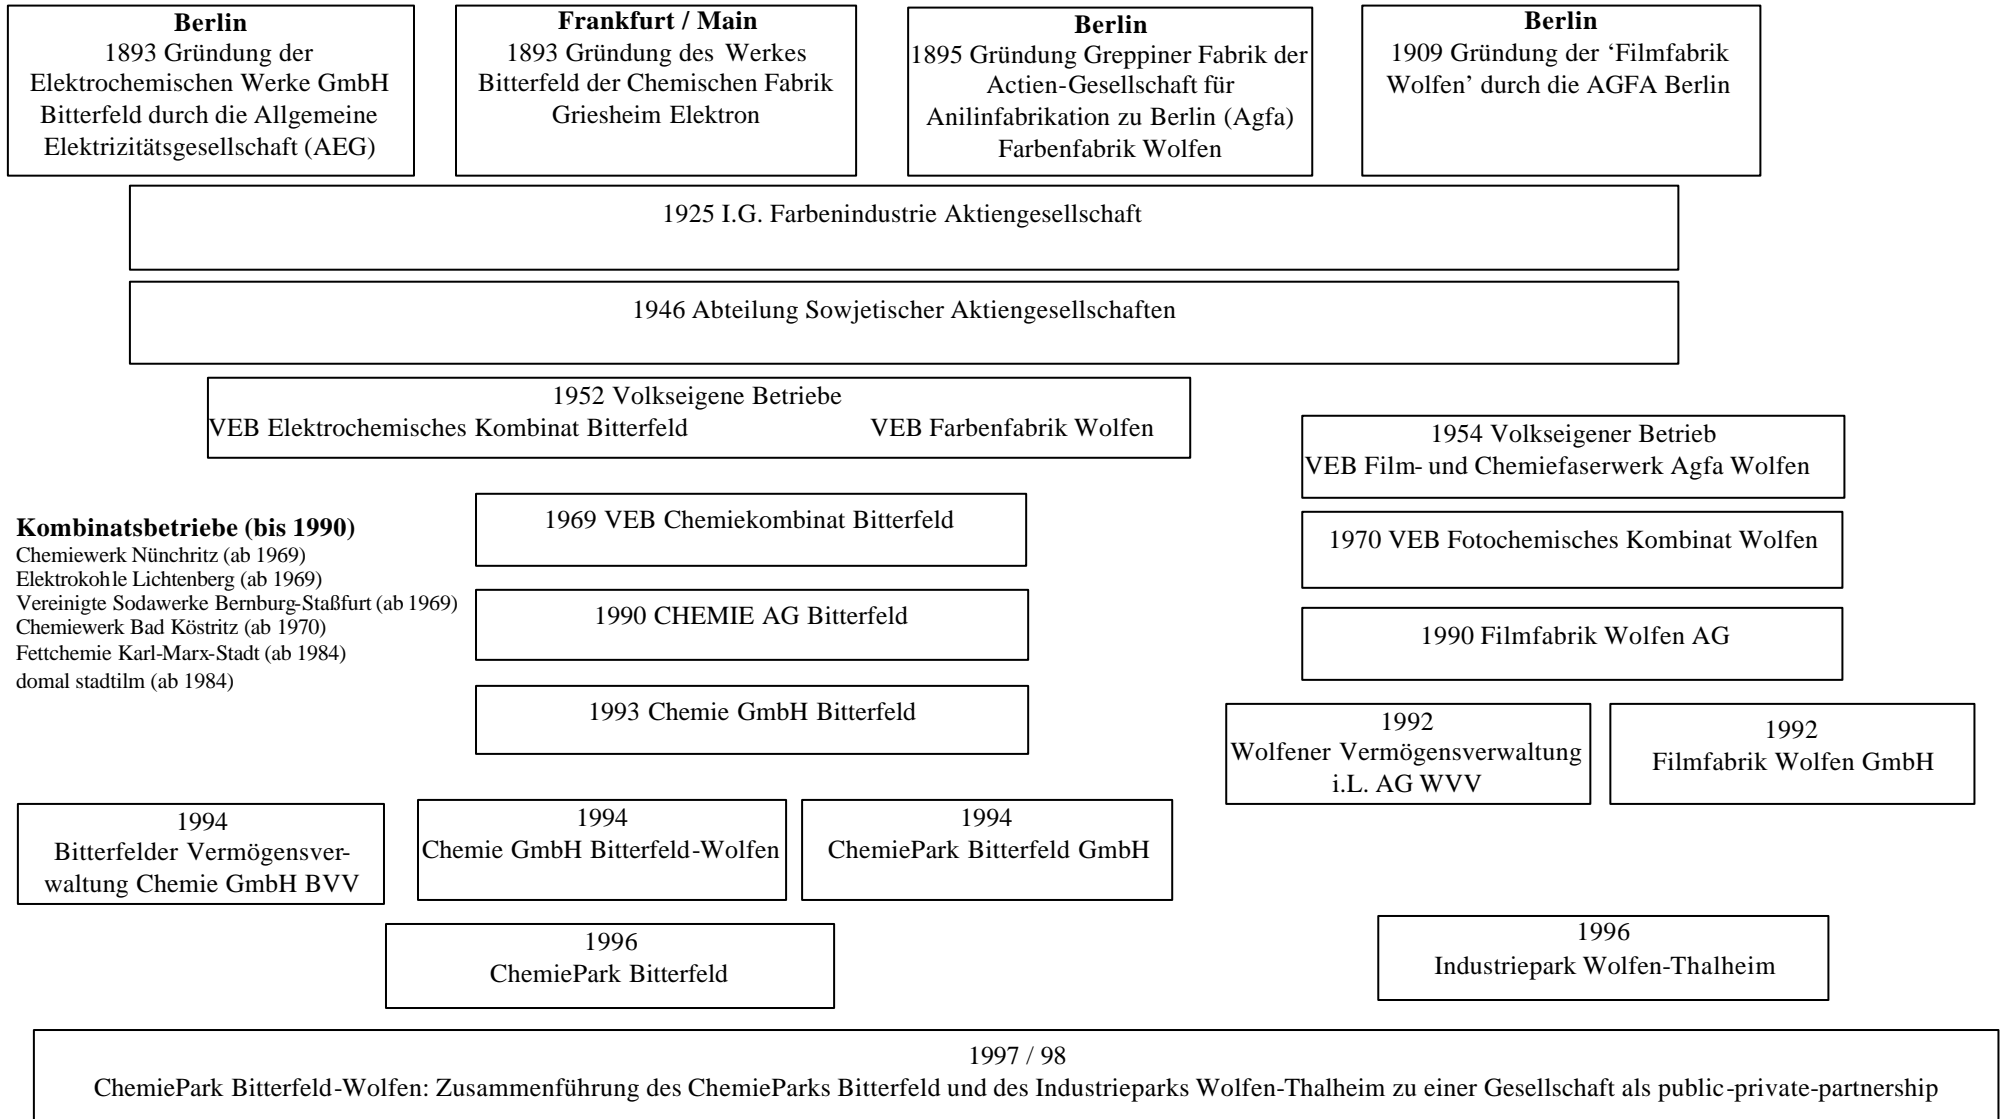 Berlin
1893 Gründung der
Elektrochemischen Werke GmbH
Bitterfeld durch die Allgemeine
Elektrizitätsgesellschaft (AEG)
Frankfurt / Main
1893 Gründung des Werkes
Bitterfeld der Chemischen Fabrik
Griesheim Elektron
Berlin
1895 Gründung Greppiner Fabrik der
Actien-Gesellschaft für
Anilinfabrikation zu Berlin (Agfa)
Farbenfabrik Wolfen
Berlin
1909 Gründung der ‘Filmfabrik
Wolfen’ durch die AGFA Berlin
1925 I.G. Farbenindustrie Aktiengesellschaft
1946 Abteilung Sowjetischer Aktiengesellschaften
1952 Volkseigene Betriebe
VEB Elektrochemisches Kombinat Bitterfeld VEB Farbenfabrik Wolfen
1954 Volkseigener Betrieb
VEB Film- und Chemiefaserwerk Agfa Wolfen
Kombinatsbetriebe (bis 1990)
Chemiewerk Nünchritz (ab 1969)
Elektrokohle Lichtenberg (ab 1969)
Vereinigte Sodawerke Bernburg-Staßfurt (ab 1969)
Chemiewerk Bad Köstritz (ab 1970)
Fettchemie Karl-Marx-Stadt (ab 1984)
domal stadtilm (ab 1984)
1969 VEB Chemiekombinat Bitterfeld
1970 VEB Fotochemisches Kombinat Wolfen
1990 CHEMIE AG Bitterfeld
1990 Filmfabrik Wolfen AG
1993 Chemie GmbH Bitterfeld
1992
Wolfener Vermögensverwaltung
i.L. AG WVV
1992
Filmfabrik Wolfen GmbH
1994
Bitterfelder Vermögensver-
waltung Chemie GmbH BVV
1994
Chemie GmbH Bitterfeld-Wolfen
1994
ChemiePark Bitterfeld GmbH
1996
ChemiePark Bitterfeld
1996
Industriepark Wolfen-Thalheim
1997 / 98
ChemiePark Bitterfeld-Wolfen: Zusammenführung des ChemieParks Bitterfeld und des Industrieparks Wolfen-Thalheim zu einer Gesellschaft als public-private-partnership